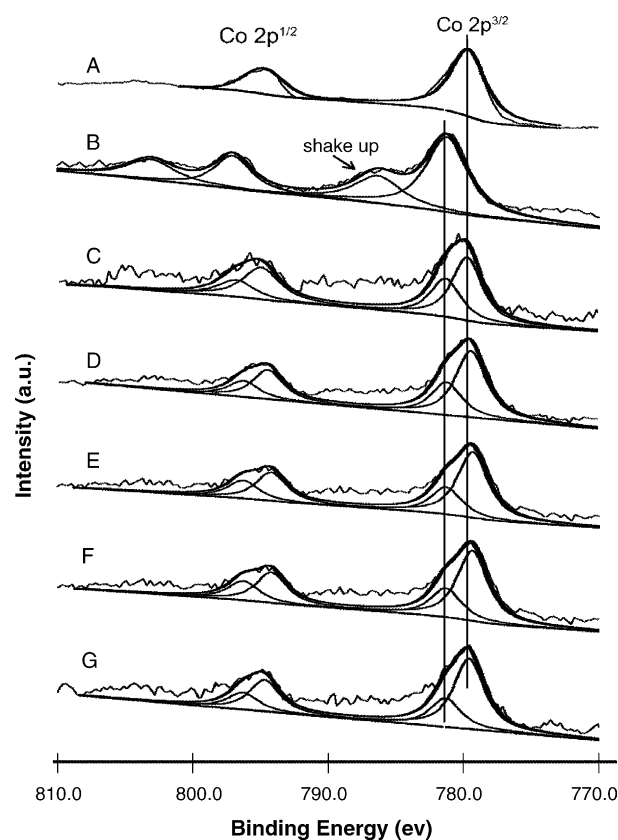 Co 2p1/2 Co 2p3/2
A
B
shake up
C
D
E
F
G
Intensity (a.u.)
810.0 800.0 790.0 780.0 770.0
Binding Energy (ev)